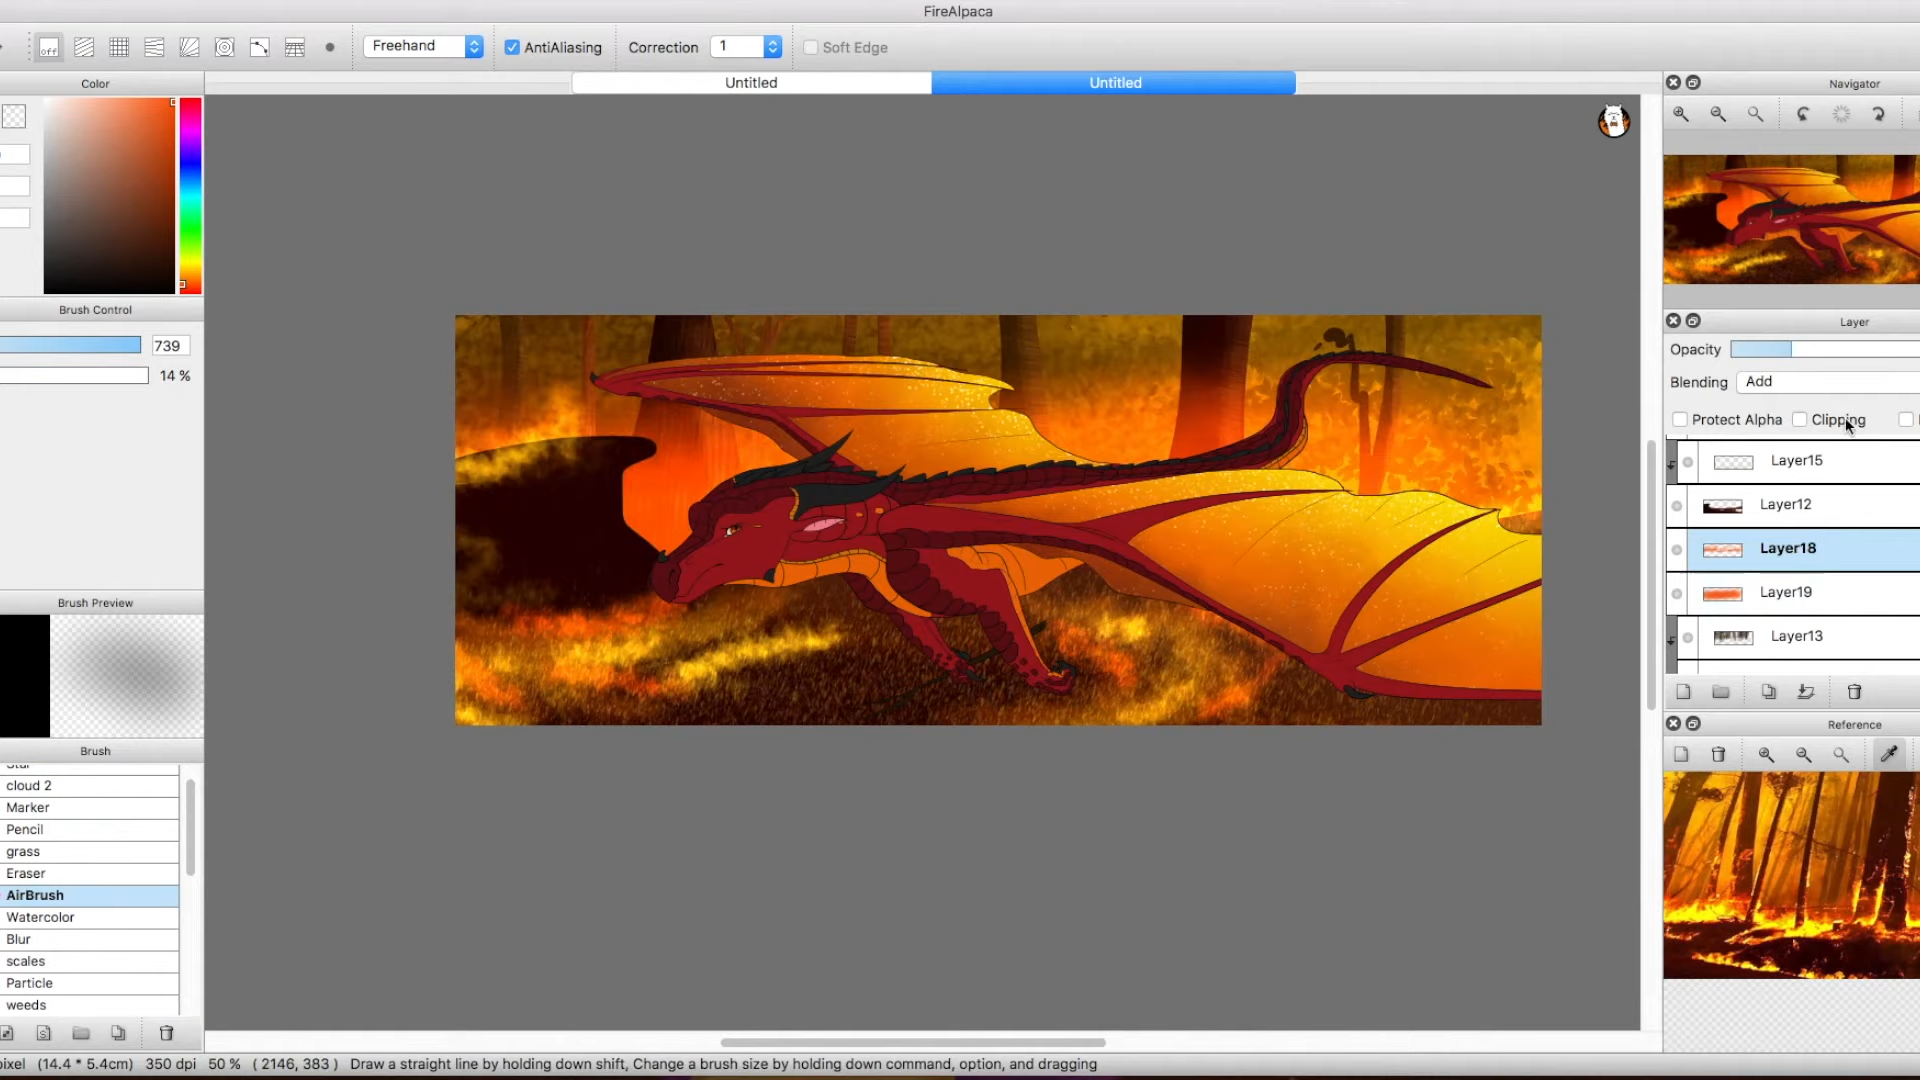 FireAlpaca
off Freehand AntiAliasing Correction 1 Soft Edge
Untitled Untitled
Color
Brush Control
739
14 %
Brush Preview
Brush
cloud 2
Marker
Pencil
grass
Eraser
AirBrush
Watercolor
Blur
scales
Particle
weeds
Navigator
Layer
Opacity
Blending Add
Protect Alpha Clipping
Layer15
Layer12
Layer18
Layer19
Layer13
Reference
(14.4 * 5.4cm) 350 dpi 50 % ( 2146, 383 ) Draw a straight line by holding down shift, Change a brush size by holding down command, option, and dragging